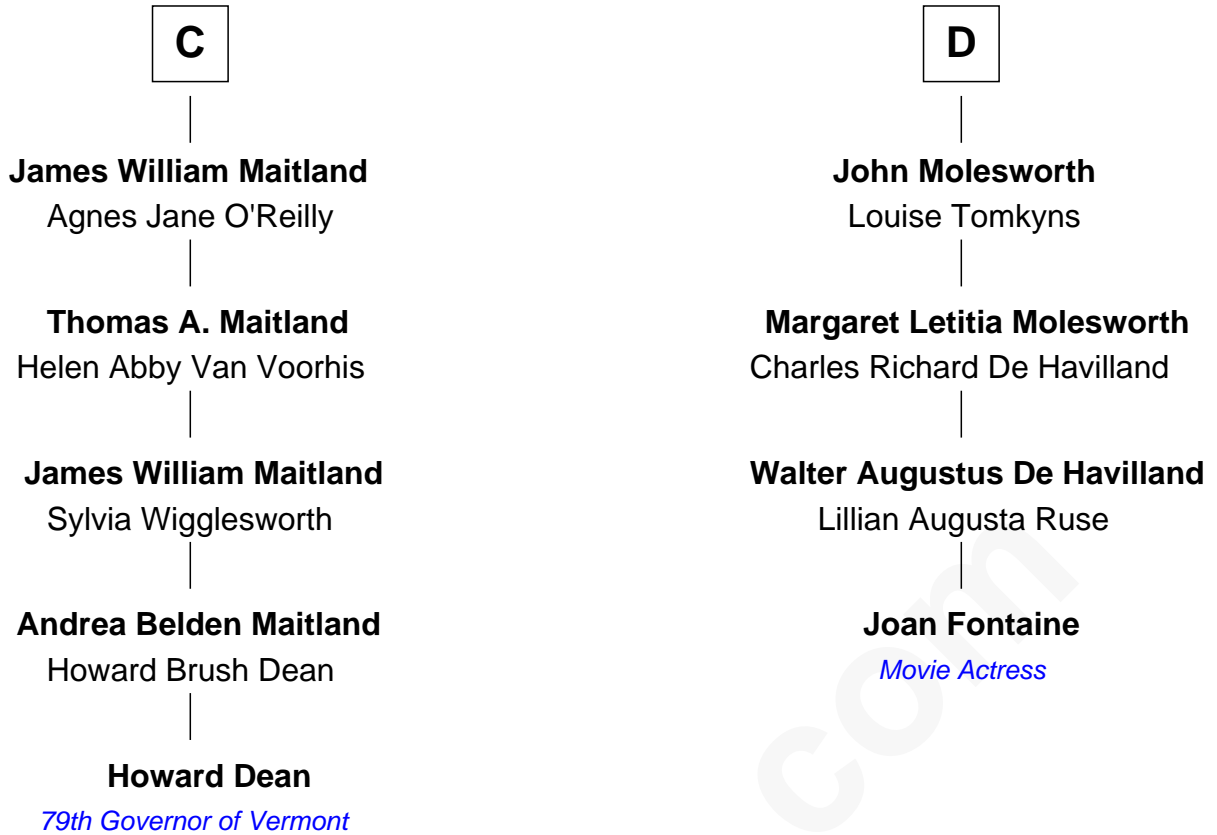 C
James William Maitland
Agnes Jane O'Reilly
Thomas A. Maitland
Helen Abby Van Voorhis
James William Maitland
Sylvia Wigglesworth
Andrea Belden Maitland
Howard Brush Dean
Howard Dean
79th Governor of Vermont
D
John Molesworth
Louise Tomkyns
Margaret Letitia Molesworth
Charles Richard De Havilland
Walter Augustus De Havilland
Lillian Augusta Ruse
Joan Fontaine
Movie Actress
com